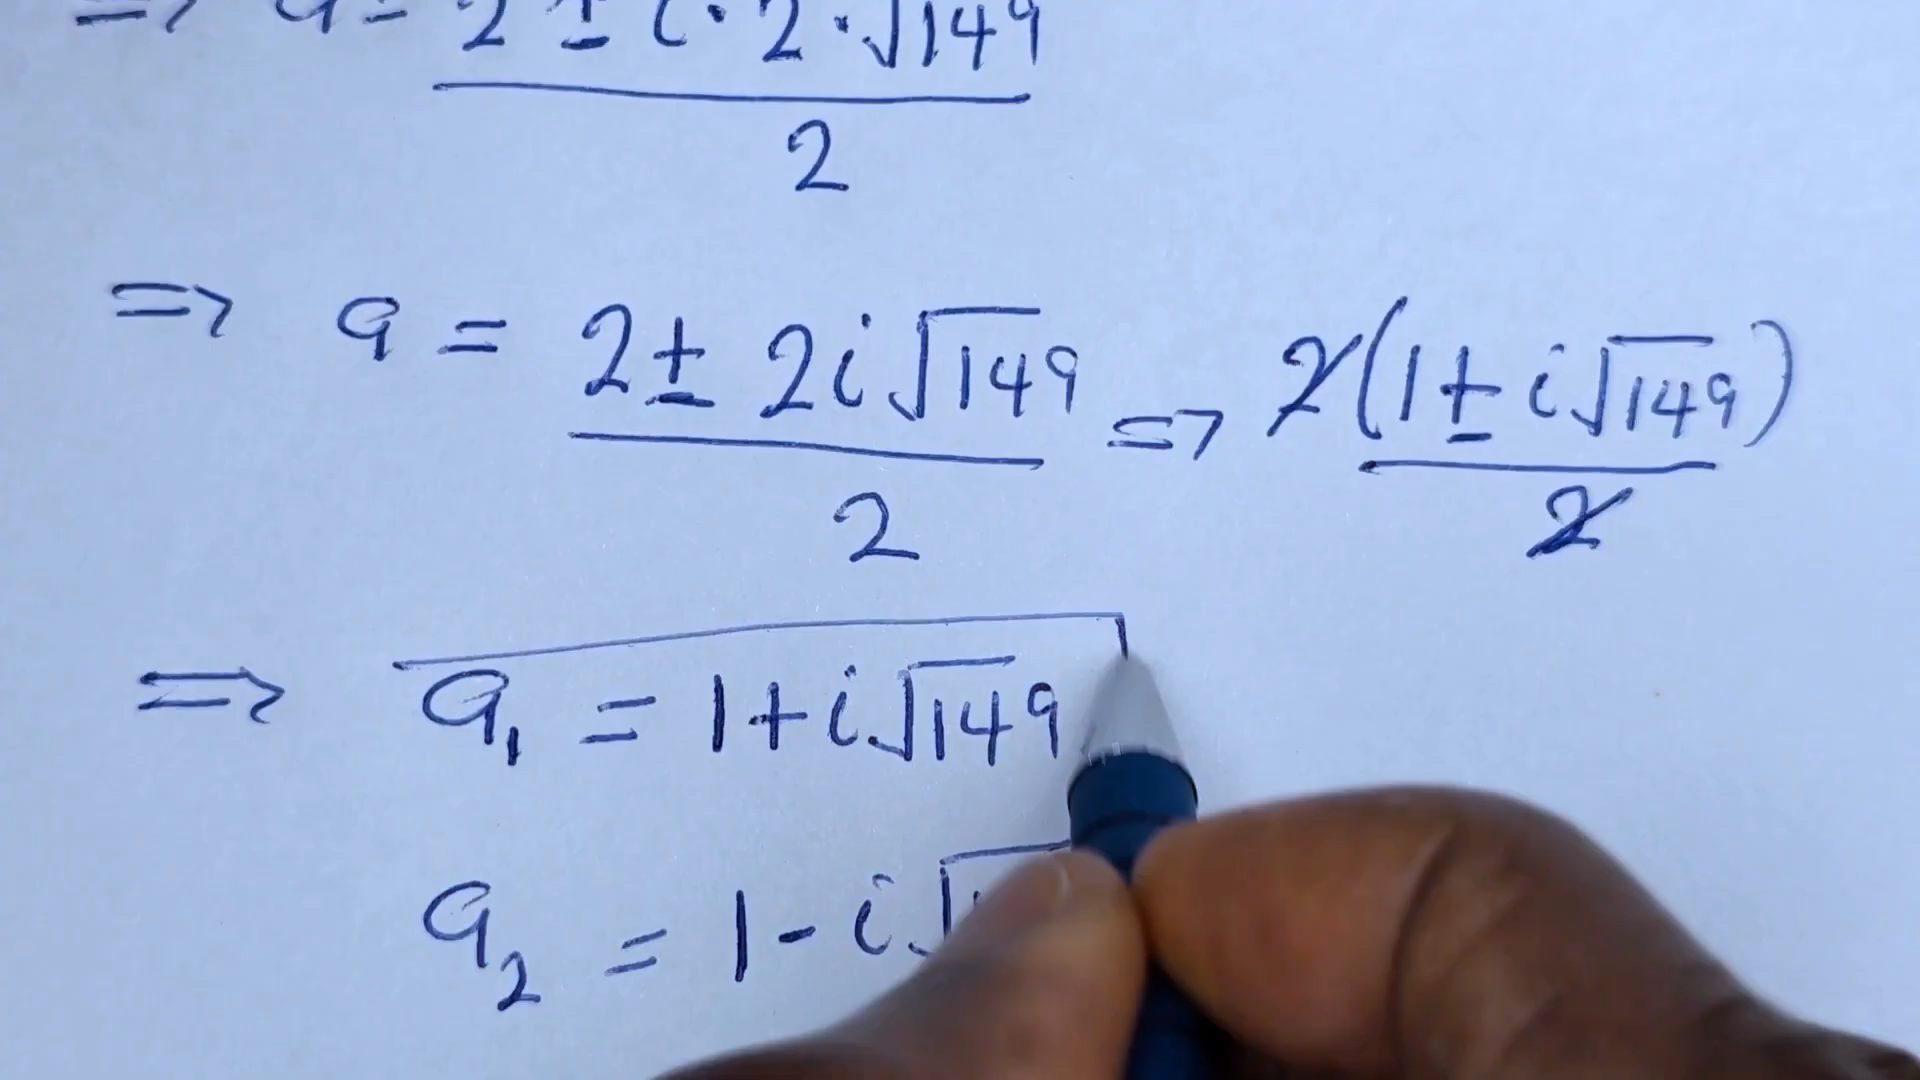 => a = 2 ± i · 2 · √149
2
=> a = 2 ± 2i√149 => 2(1 ± i√149)
2 2
=> a₁ = 1 + i√149
a₂ = 1 - i√